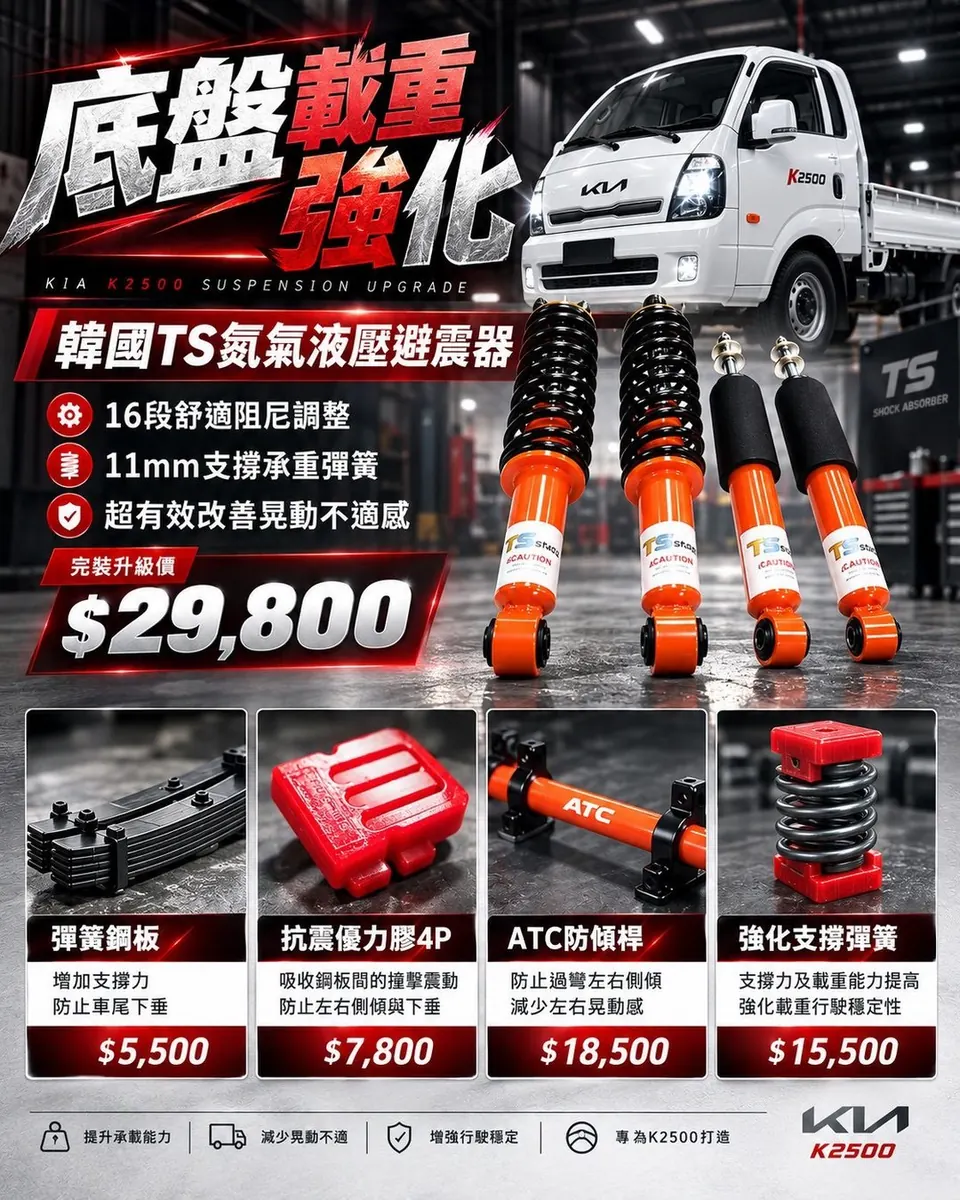 底盤載重
強化
KIA K2500 SUSPENSION UPGRADE
KIA
K2500
韓國TS氮氣液壓避震器
16段舒適阻尼調整
11mm支撐承重彈簧
超有效改善晃動不適感
完裝升級價
$29,800
TS
SHOCK ABSORBER
TS
CAUTION
TS
CAUTION
TS
CAUTION
TS
CAUTION
ATC
彈簧鋼板
增加支撐力
防止車尾下垂
$5,500
抗震優力膠4P
吸收鋼板間的撞擊震動
防止左右側傾與下垂
$7,800
ATC防傾桿
防止過彎左右側傾
減少左右晃動感
$18,500
強化支撐彈簧
支撐力及載重能力提高
強化載重行駛穩定性
$15,500
提升承載能力
減少晃動不適
增強行駛穩定
專為K2500打造
KIA
K2500